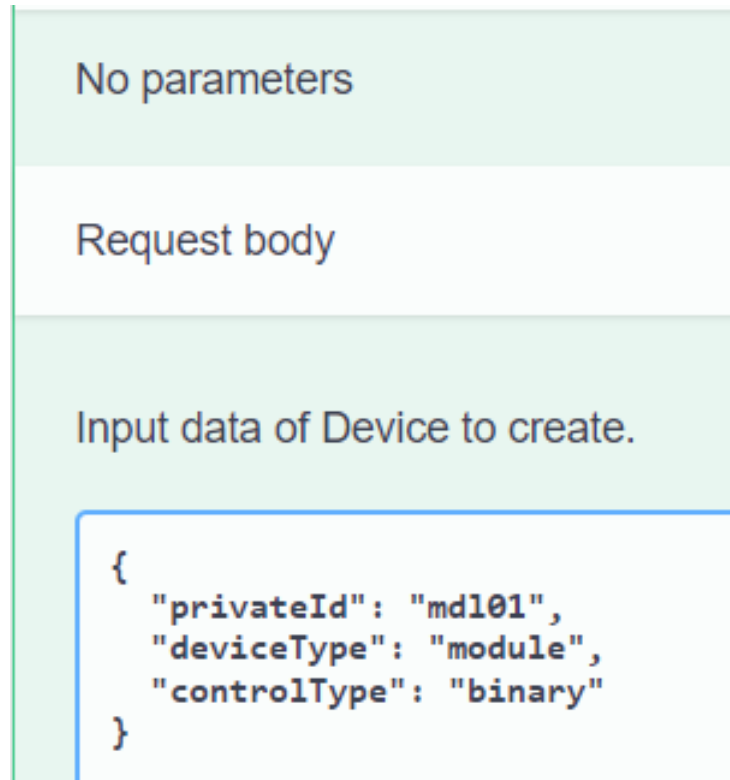 No parameters
Request body
Input data of Device to create.
{
"privateId": "mdl01",
"deviceType": "module",
"controlType": "binary"
}